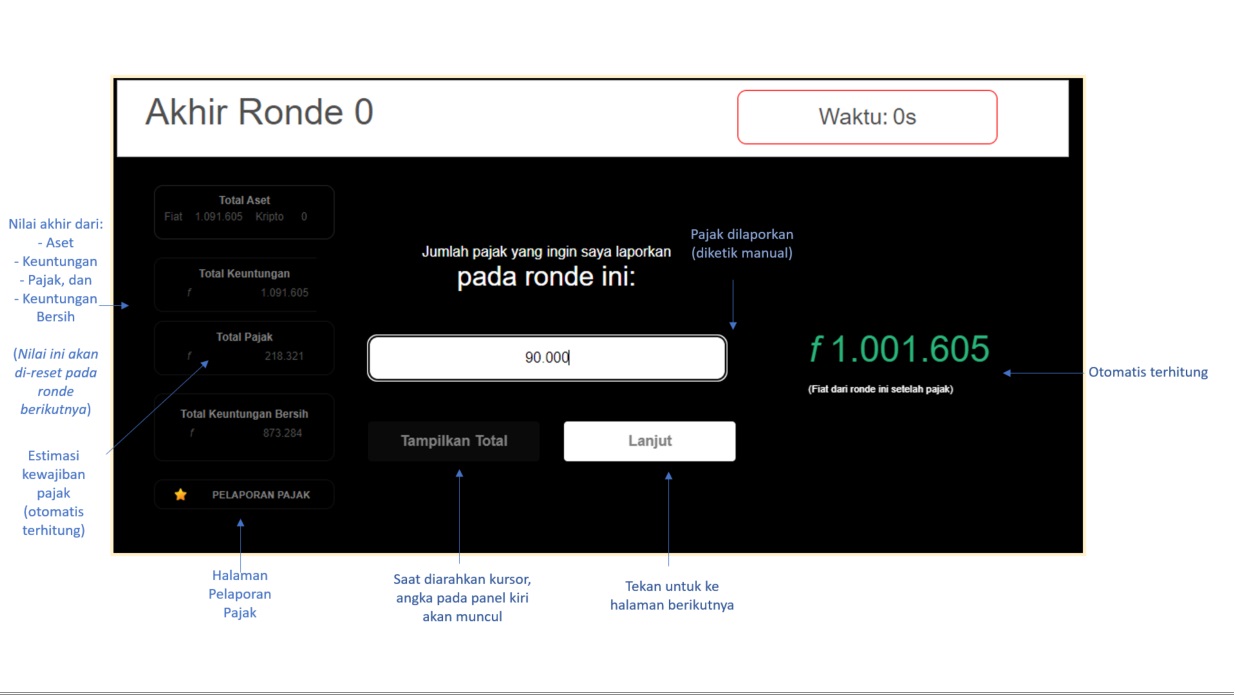 Akhir Ronde 0
Waktu: 0s
Total Aset
Fiat 1.091.605 Kripto 0
Total Keuntungan
f 1.091.605
Total Pajak
f 218.321
Total Keuntungan Bersih
f 873.284
PELAPORAN PAJAK
Jumlah pajak yang ingin saya laporkan
pada ronde ini:
90.000
Tampilkan Total
Lanjut
f 1.001.605
(Fiat dari ronde ini setelah pajak)
Nilai akhir dari:
- Aset
- Keuntungan
- Pajak, dan
- Keuntungan
Bersih
(Nilai ini akan
di-reset pada
ronde
berikutnya)
Estimasi
kewajiban
pajak
(otomatis
terhitung)
Halaman
Pelaporan
Pajak
Saat diarahkan kursor,
angka pada panel kiri
akan muncul
Tekan untuk ke
halaman berikutnya
Pajak dilaporkan
(diketik manual)
Otomatis terhitung